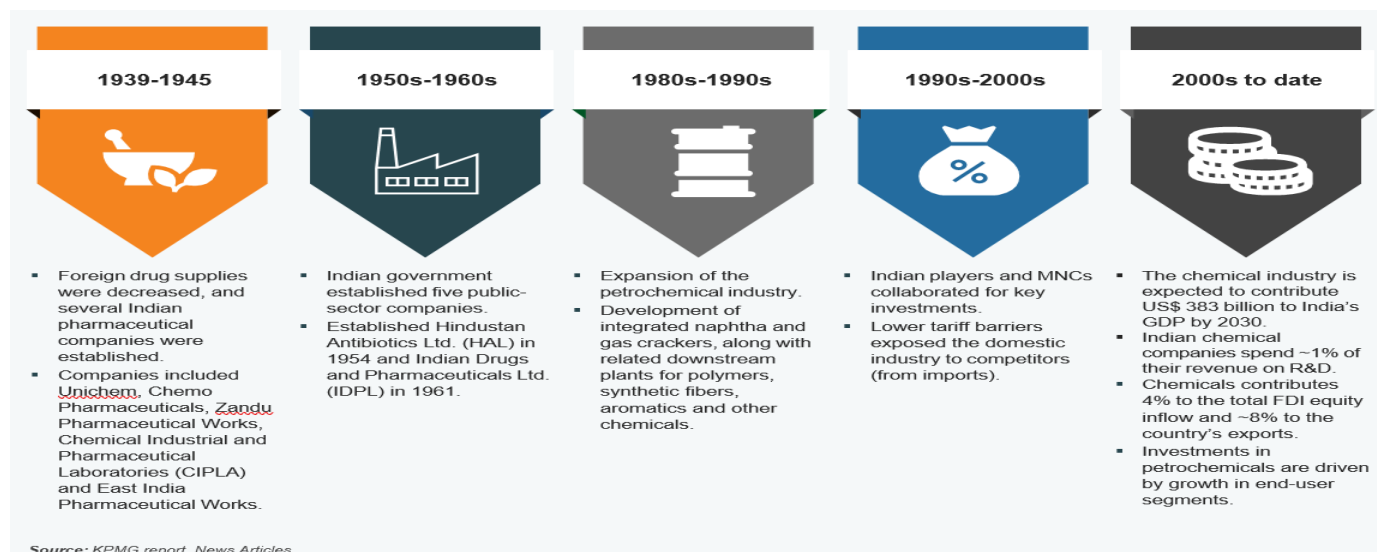 1939-1945
Foreign drug supplies
were decreased, and
several Indian
pharmaceutical
companies were
established.
Companies included
Unichem, Chemo
Pharmaceuticals, Zandu
Pharmaceutical Works,
Chemical Industrial and
Pharmaceutical
Laboratories (CIPLA)
and East India
Pharmaceutical Works.
1950s-1960s
Indian government
established five public-
sector companies.
Established Hindustan
Antibiotics Ltd. (HAL) in
1954 and Indian Drugs
and Pharmaceuticals Ltd.
(IDPL) in 1961.
1980s-1990s
Expansion of the
petrochemical industry.
Development of
integrated naphtha and
gas crackers, along with
related downstream
plants for polymers,
synthetic fibers,
aromatics and other
chemicals.
1990s-2000s
%
Indian players and MNCs
collaborated for key
investments.
Lower tariff barriers
exposed the domestic
industry to competitors
(from imports).
2000s to date
The chemical industry is
expected to contribute
US$ 383 billion to India's
GDP by 2030.
Indian chemical
companies spend ~1% of
their revenue on R&D.
Chemicals contributes
4% to the total FDI equity
inflow and ~8% to the
country's exports.
Investments in
petrochemicals are driven
by growth in end-user
segments.
Source: KPMG report, News Articles